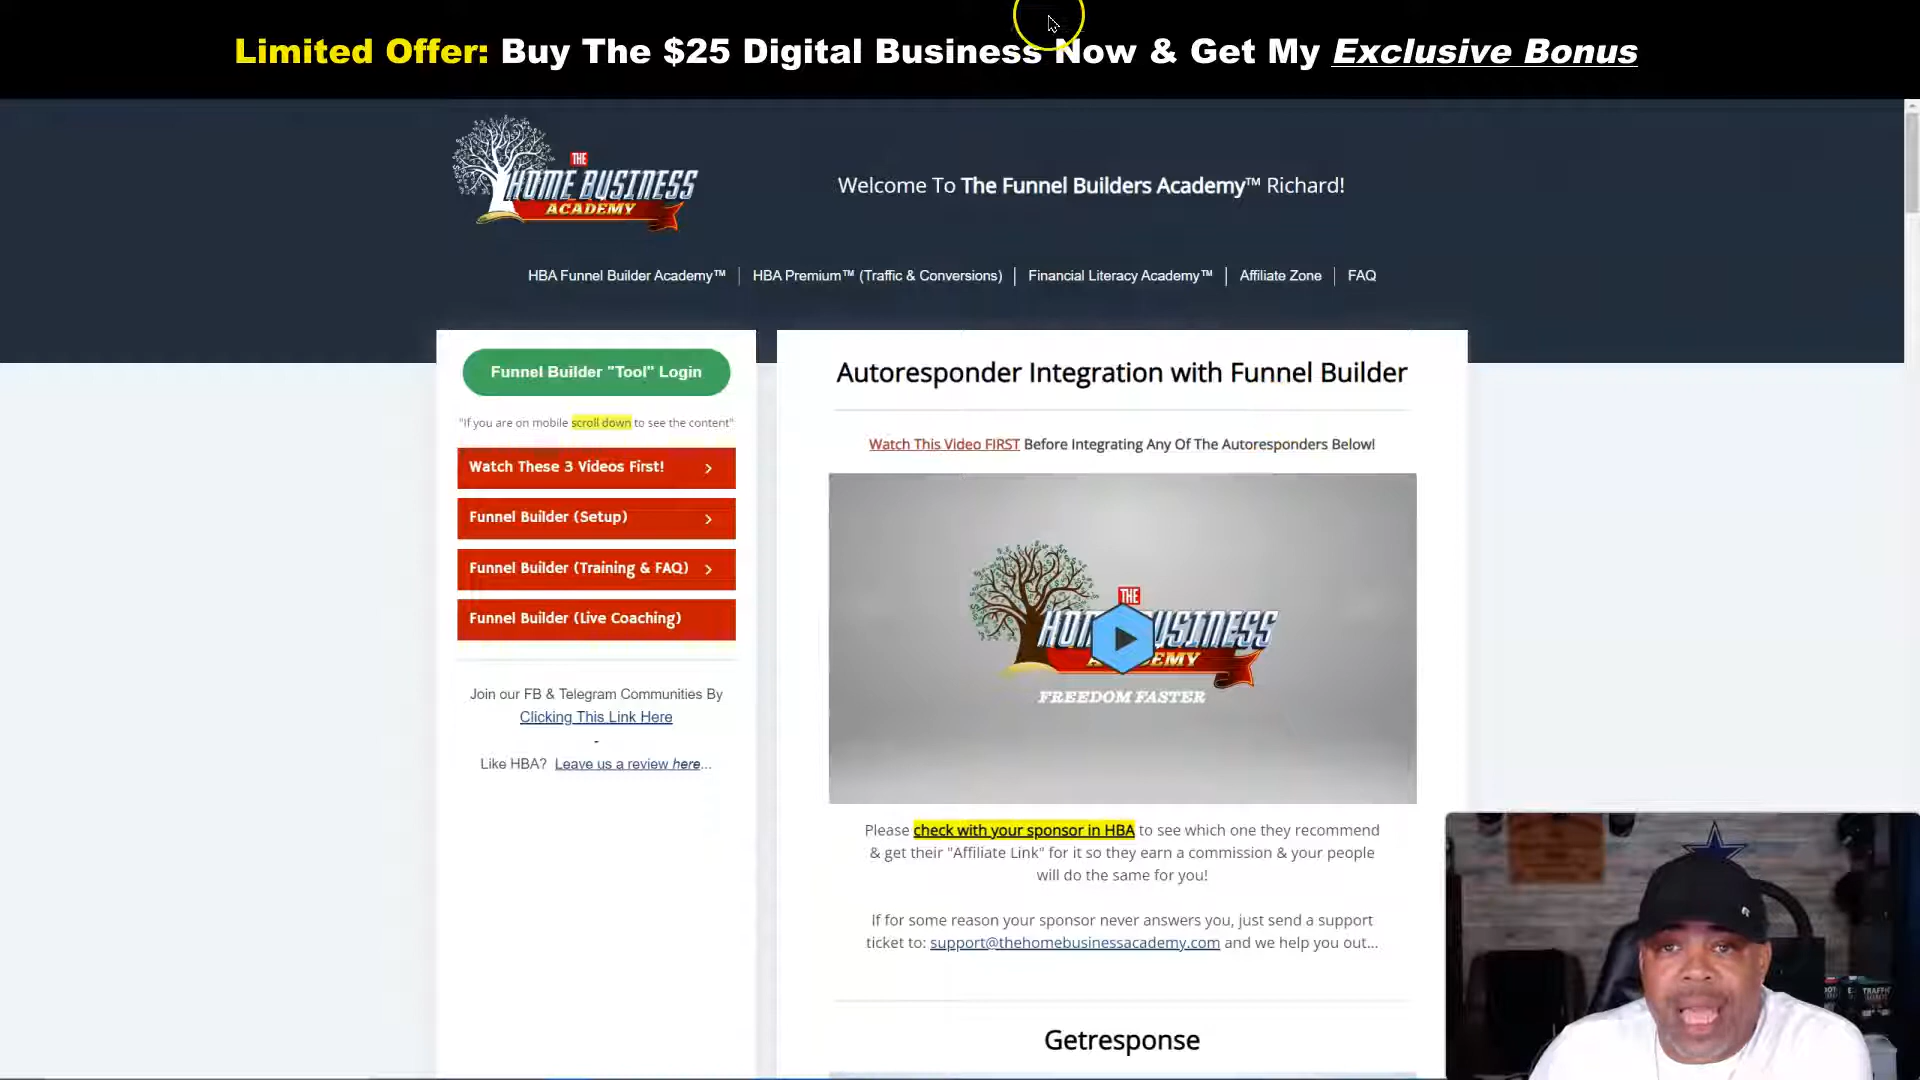 Limited Offer: Buy The $25 Digital Business Now & Get My Exclusive Bonus
THE
HOME BUSINESS
ACADEMY
Welcome To The Funnel Builders Academy™ Richard!
HBA Funnel Builder Academy™
HBA Premium™ (Traffic & Conversions)
Financial Literacy Academy™
Affiliate Zone
FAQ
Funnel Builder "Tool" Login
"If you are on mobile scroll down to see the content"
Watch These 3 Videos First!
Funnel Builder (Setup)
Funnel Builder (Training & FAQ)
Funnel Builder (Live Coaching)
Join our FB & Telegram Communities By
Clicking This Link Here
-
Like HBA? Leave us a review here...
Autoresponder Integration with Funnel Builder
Watch This Video FIRST Before Integrating Any Of The Autoresponders Below!
THE
HOME BUSINESS
ACADEMY
FREEDOM FASTER
Please check with your sponsor in HBA to see which one they recommend
& get their "Affiliate Link" for it so they earn a commission & your people
will do the same for you!
If for some reason your sponsor never answers you, just send a support
ticket to: support@thehomebusinessacademy.com and we help you out...
Getresponse